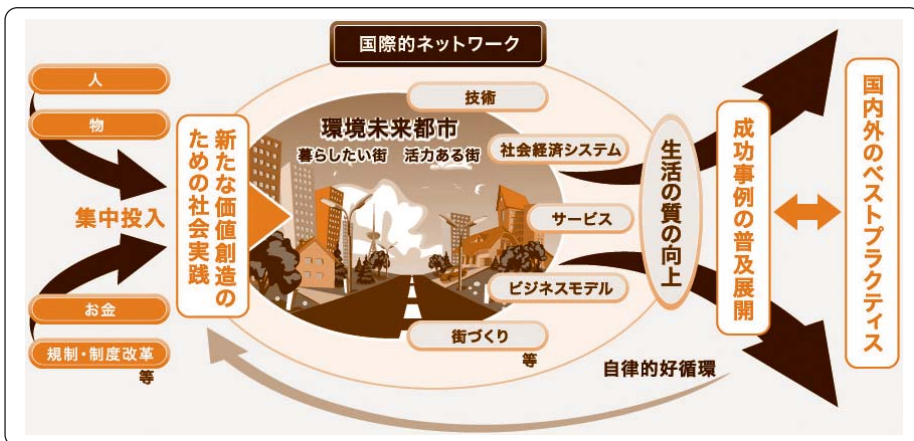 国際的ネットワーク
人
物
集中投入
お金
規制・制度改革
等
新たな価値創造の
ための社会実践
環境未来都市
暮らしたい街 活力ある街
技術
社会経済システム
サービス
ビジネスモデル
街づくり
等
生活の質の向上
成功事例の普及展開
自律的好循環
国内外のベストプラクティス